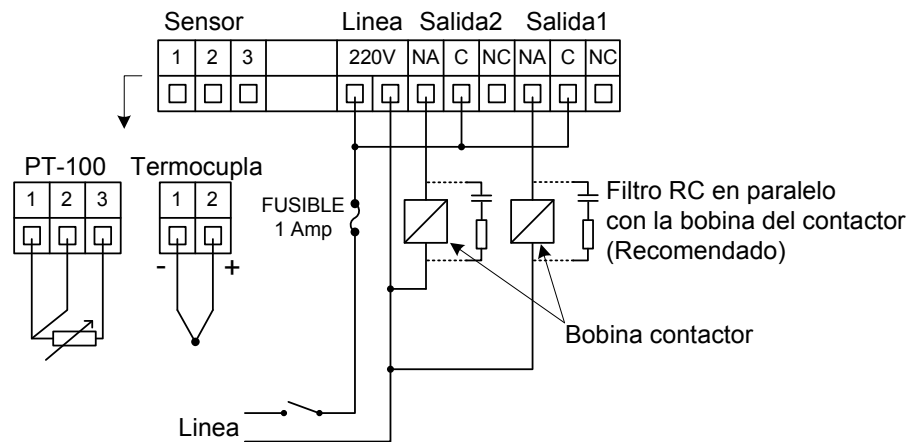 Sensor Linea Salida2 Salida1
1 2 3 220V NA C NC NA C NC
PT-100 Termocupla
1 2 3 1 2
- +
FUSIBLE
1 Amp
Filtro RC en paralelo
con la bobina del contactor
(Recomendado)
Bobina contactor
Linea